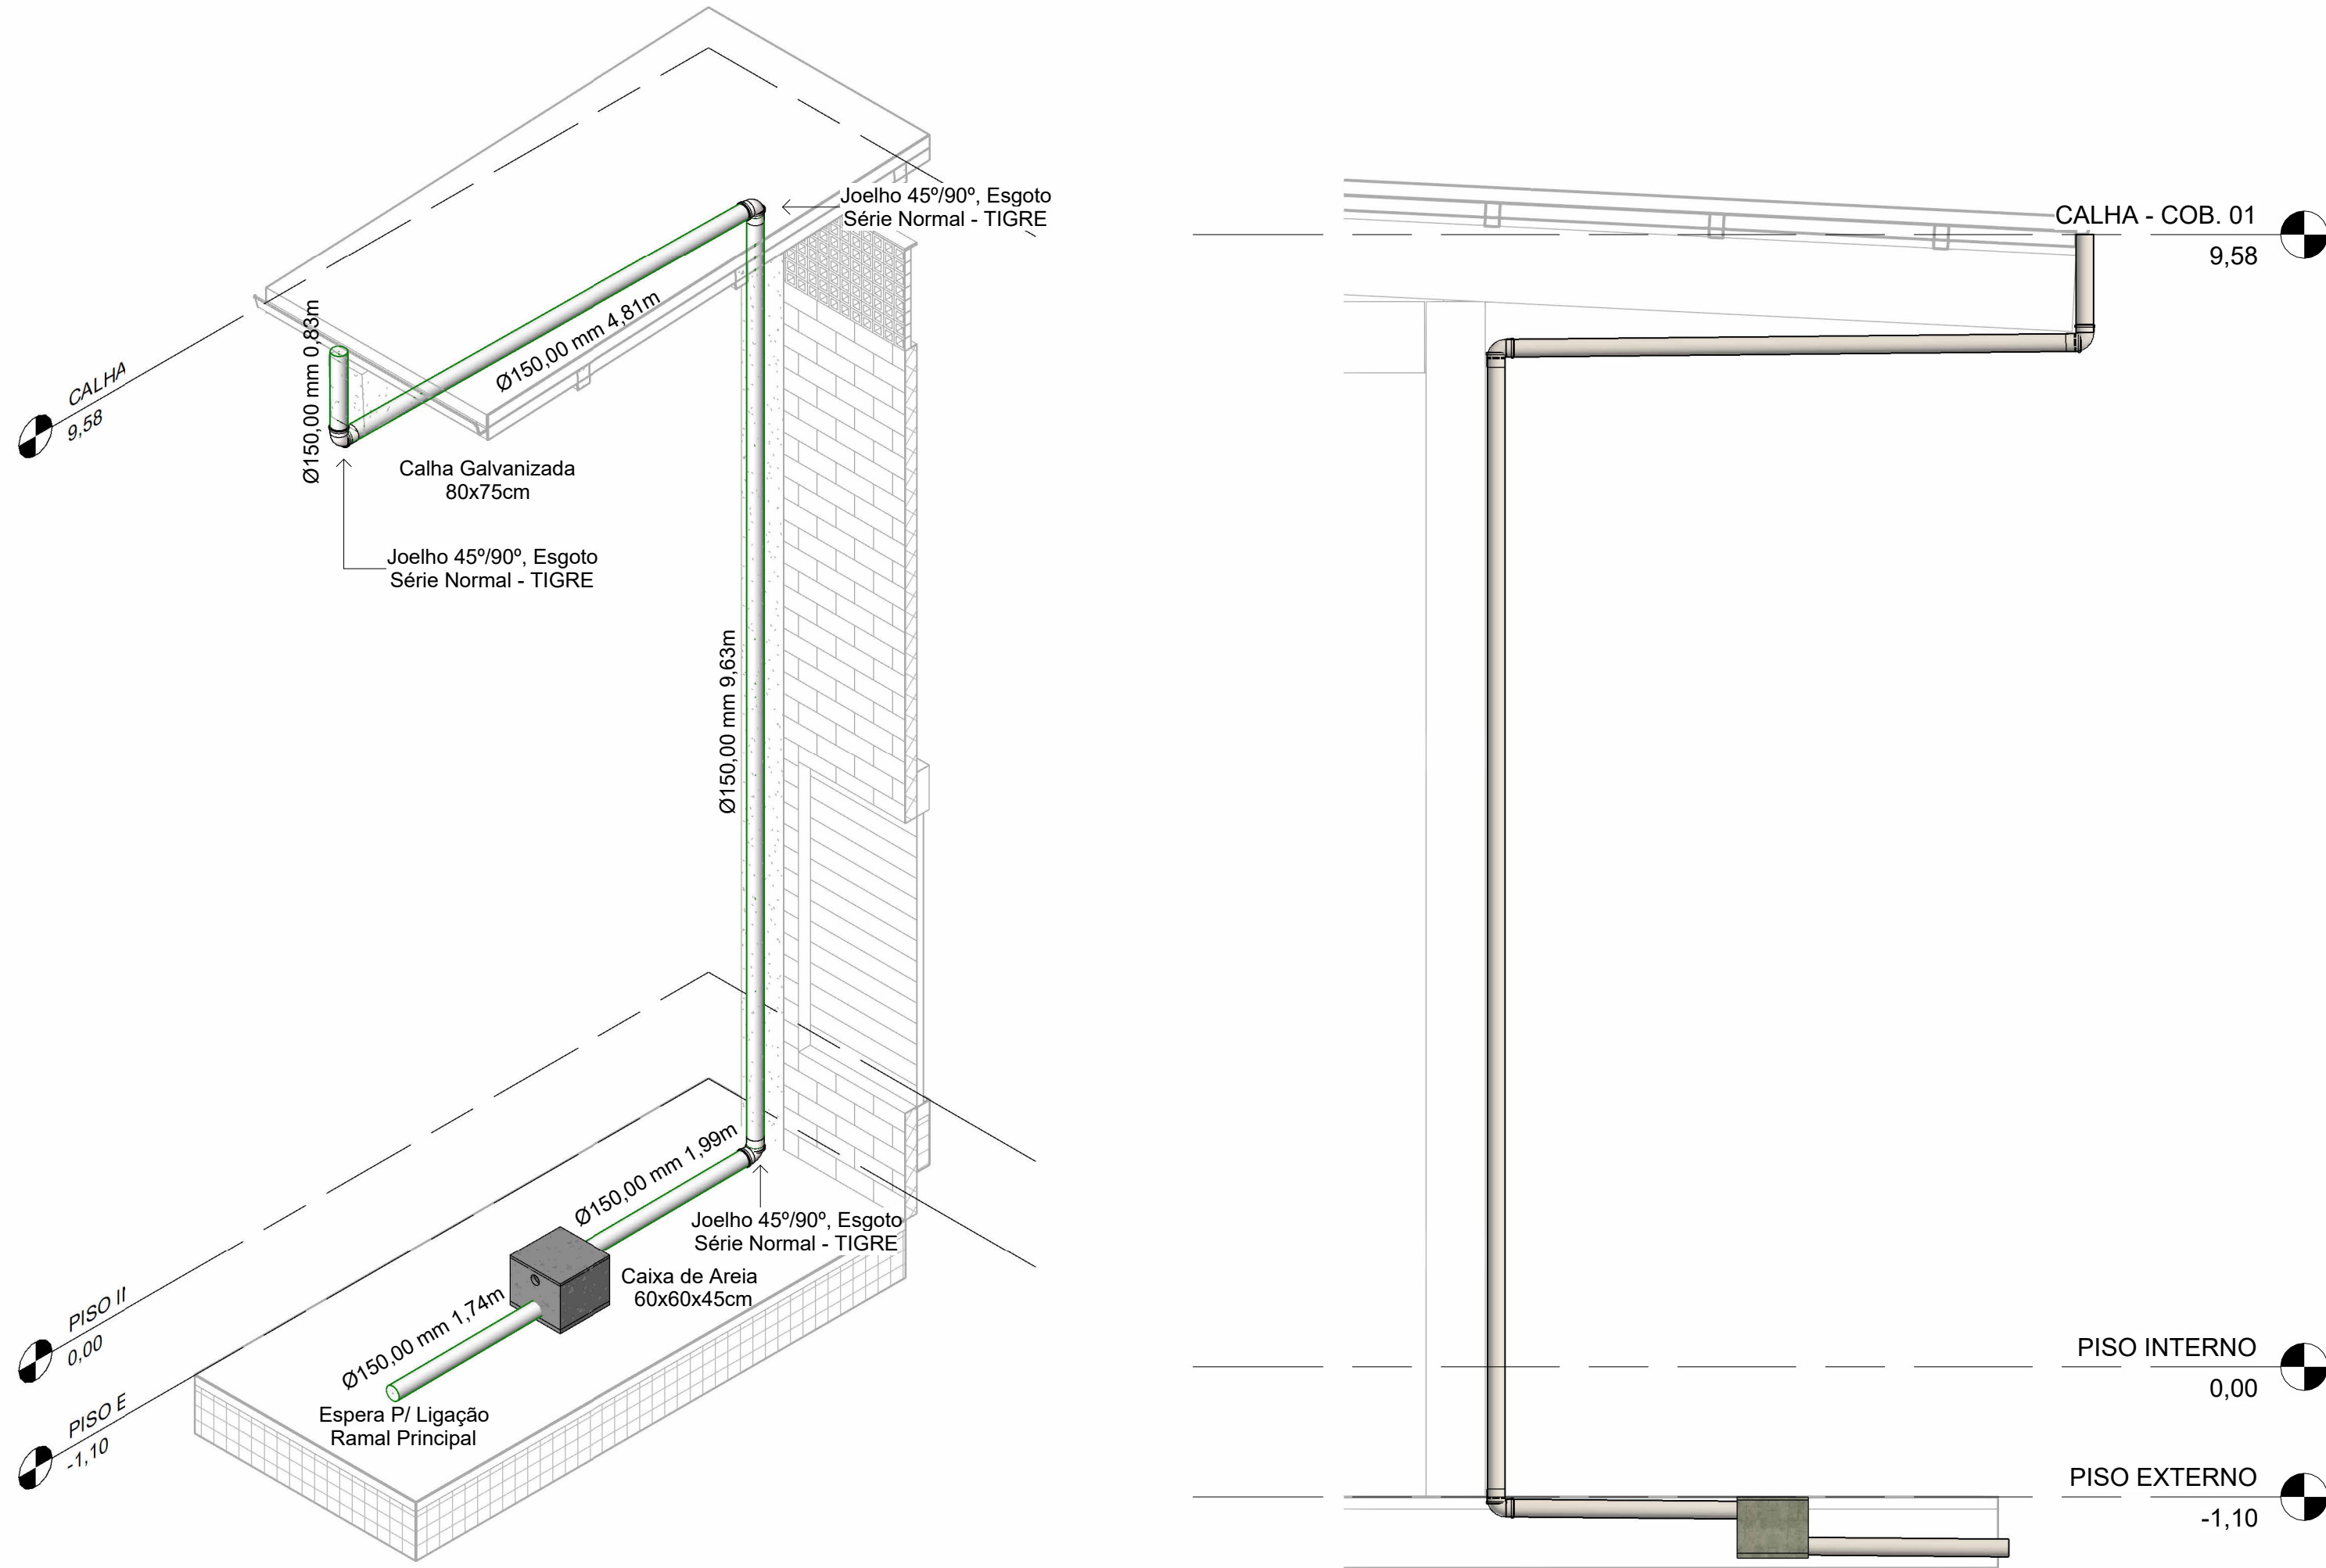 Joelho 45º/90º, Esgoto
Série Normal - TIGRE
CALHA
9,58
Ø150,00 mm 0,83m
Ø150,00 mm 4,81m
Calha Galvanizada
80x75cm
Joelho 45º/90º, Esgoto
Série Normal - TIGRE
Ø150,00 mm 9,63m
Ø150,00 mm 1,99m
Joelho 45º/90º, Esgoto
Série Normal - TIGRE
Caixa de Areia
60x60x45cm
Ø150,00 mm 1,74m
Espera P/ Ligação
Ramal Principal
PISO II
0,00
PISO E
-1,10
CALHA - COB. 01
9,58
PISO INTERNO
0,00
PISO EXTERNO
-1,10